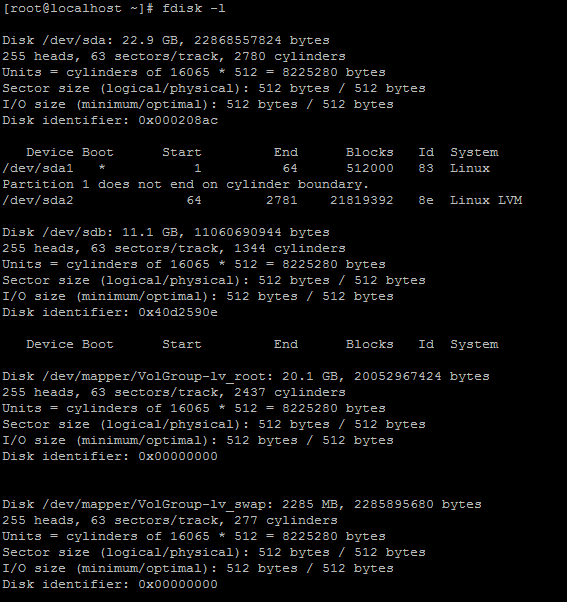 [root@localhost ~]# fdisk -l
Disk /dev/sda: 22.9 GB, 22868557824 bytes
255 heads, 63 sectors/track, 2780 cylinders
Units = cylinders of 16065 * 512 = 8225280 bytes
Sector size (logical/physical): 512 bytes / 512 bytes
I/O size (minimum/optimal): 512 bytes / 512 bytes
Disk identifier: 0x000208ac
Device Boot Start End Blocks Id System
/dev/sda1 * 1 64 512000 83 Linux
Partition 1 does not end on cylinder boundary.
/dev/sda2 64 2781 21819392 8e Linux LVM
Disk /dev/sdb: 11.1 GB, 11060690944 bytes
255 heads, 63 sectors/track, 1344 cylinders
Units = cylinders of 16065 * 512 = 8225280 bytes
Sector size (logical/physical): 512 bytes / 512 bytes
I/O size (minimum/optimal): 512 bytes / 512 bytes
Disk identifier: 0x40d2590e
Device Boot Start End Blocks Id System
Disk /dev/mapper/VolGroup-lv_root: 20.1 GB, 20052967424 bytes
255 heads, 63 sectors/track, 2437 cylinders
Units = cylinders of 16065 * 512 = 8225280 bytes
Sector size (logical/physical): 512 bytes / 512 bytes
I/O size (minimum/optimal): 512 bytes / 512 bytes
Disk identifier: 0x00000000
Disk /dev/mapper/VolGroup-lv_swap: 2285 MB, 2285895680 bytes
255 heads, 63 sectors/track, 277 cylinders
Units = cylinders of 16065 * 512 = 8225280 bytes
Sector size (logical/physical): 512 bytes / 512 bytes
I/O size (minimum/optimal): 512 bytes / 512 bytes
Disk identifier: 0x00000000